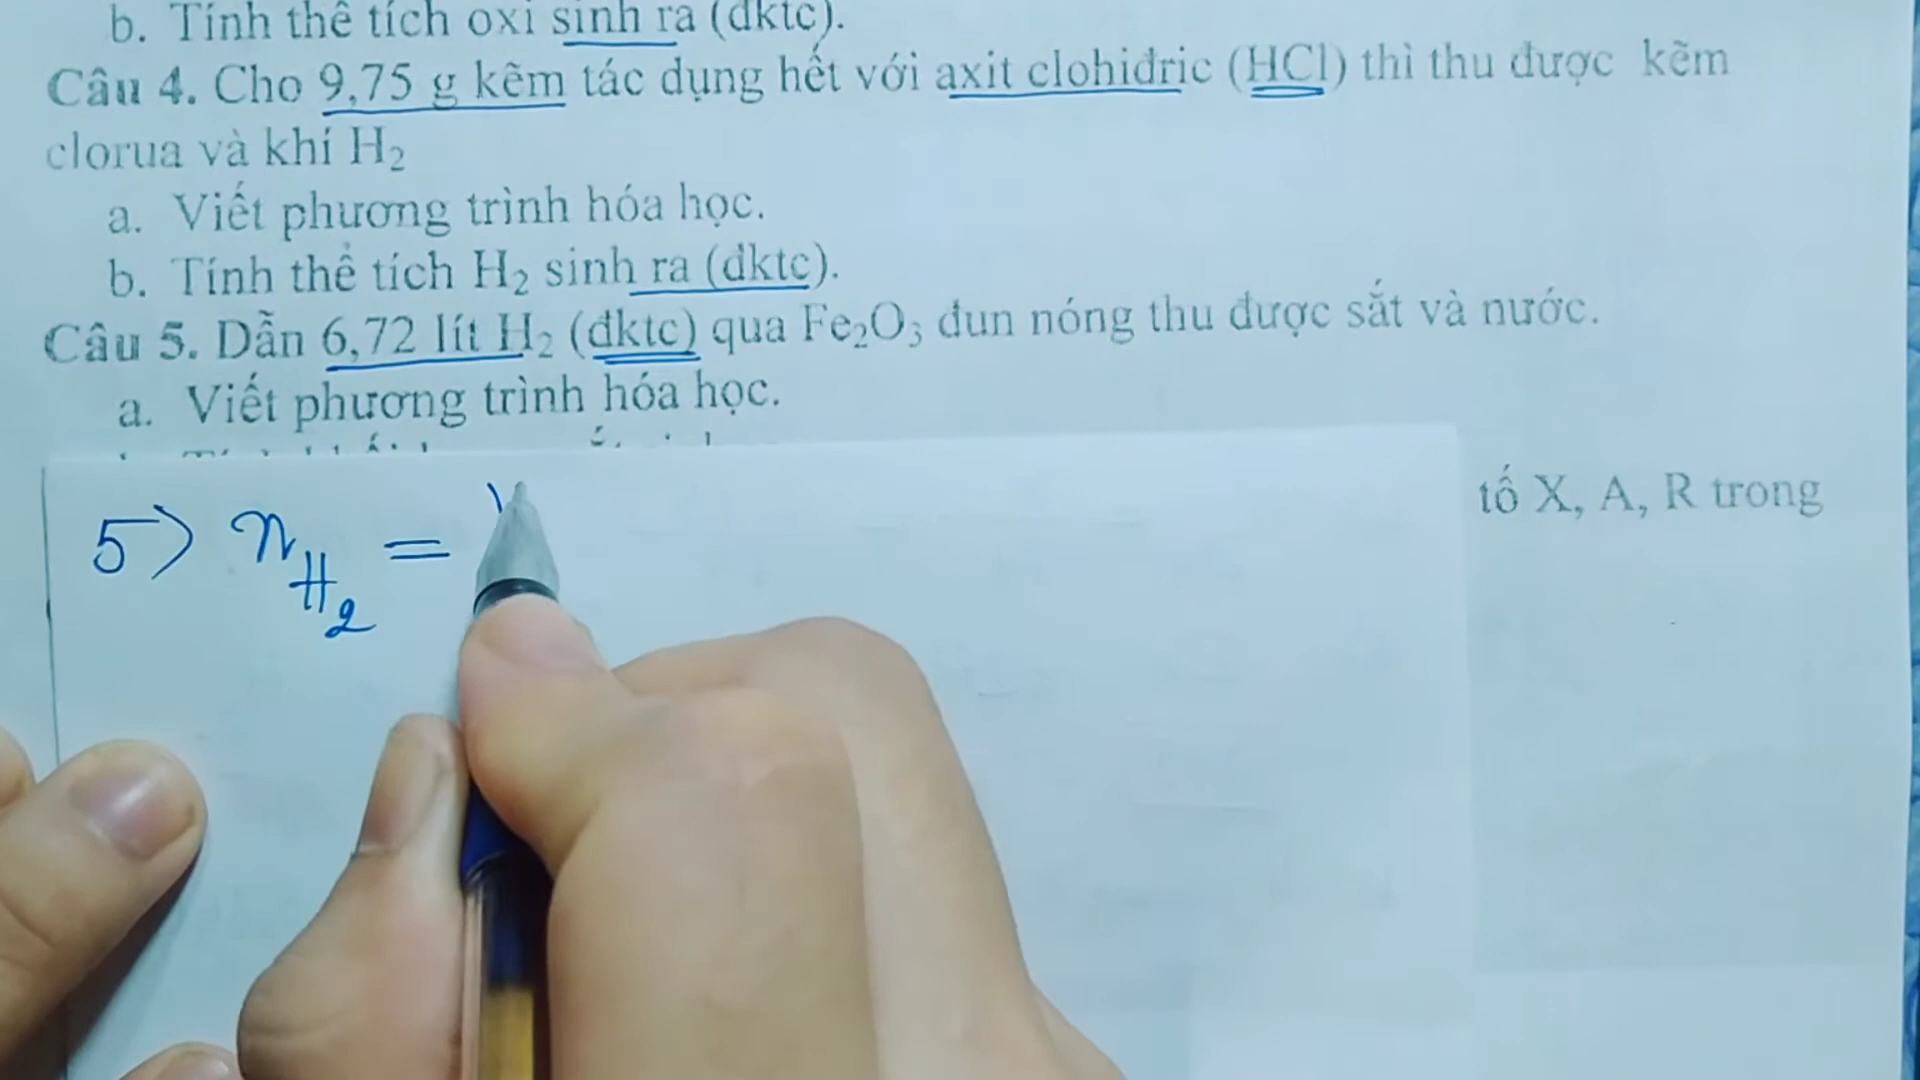 b. Tính thể tích oxi sinh ra (đktc).
Câu 4. Cho 9,75 g kẽm tác dụng hết với axit clohiđric (HCl) thì thu được kẽm
clorua và khí H₂
a. Viết phương trình hóa học.
b. Tính thể tích H₂ sinh ra (đktc).
Câu 5. Dẫn 6,72 lít H₂ (đktc) qua Fe₂O₃ đun nóng thu được sắt và nước.
a. Viết phương trình hóa học.
tố X, A, R trong
5> n H₂ =